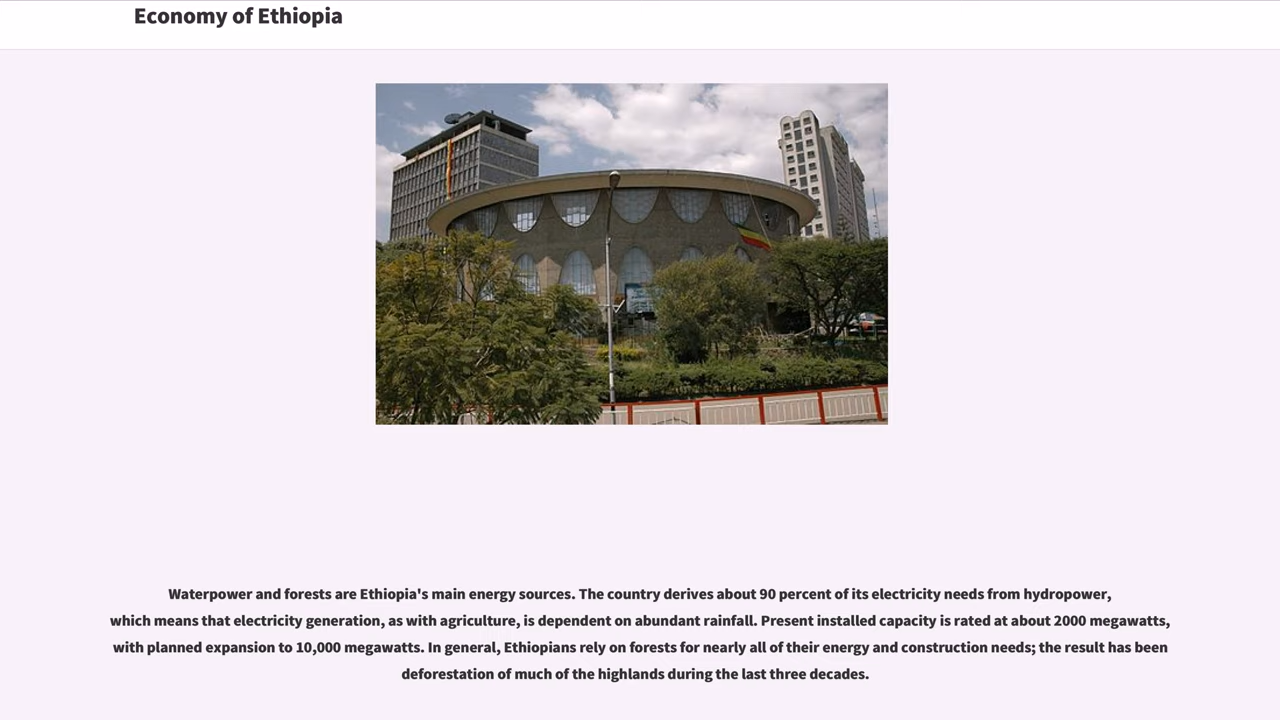 Economy of Ethiopia
Waterpower and forests are Ethiopia's main energy sources. The country derives about 90 percent of its electricity needs from hydropower,
which means that electricity generation, as with agriculture, is dependent on abundant rainfall. Present installed capacity is rated at about 2000 megawatts,
with planned expansion to 10,000 megawatts. In general, Ethiopians rely on forests for nearly all of their energy and construction needs; the result has been
deforestation of much of the highlands during the last three decades.